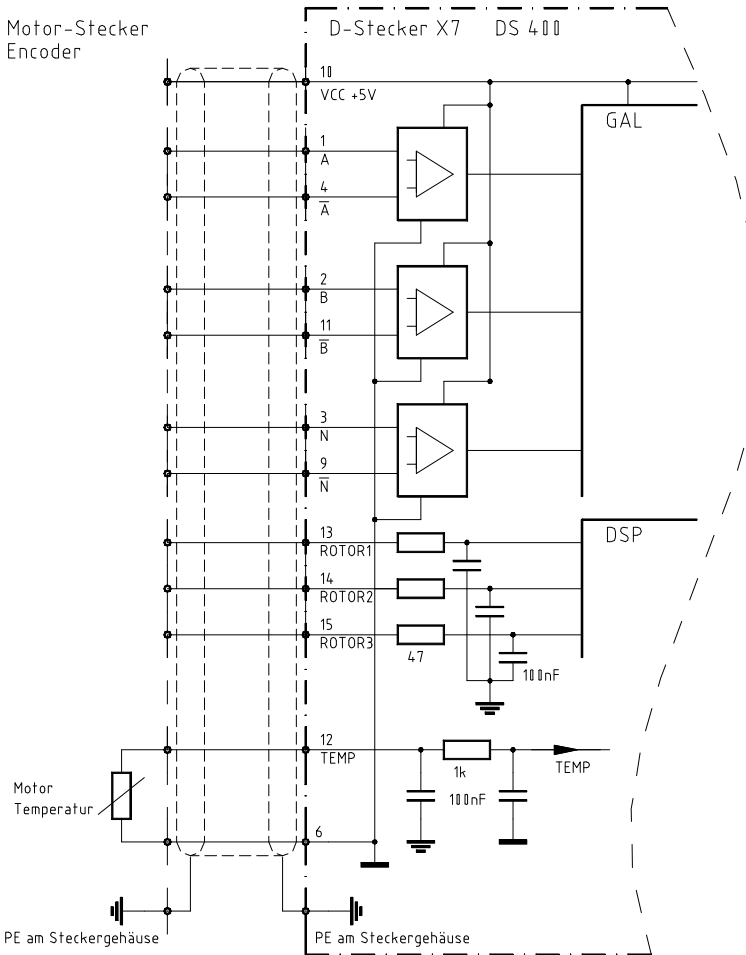 Motor-Stecker
Encoder
D-Stecker X7 DS 400
10
VCC +5V
GAL
1
A
4
A̅
2
B
11
B̅
3
N
9
N̅
13
ROTOR1
DSP
14
ROTOR2
15
ROTOR3
47
100nF
12
TEMP
1k
TEMP
Motor
Temperatur
100nF
6
PE am Steckergehäuse
PE am Steckergehäuse